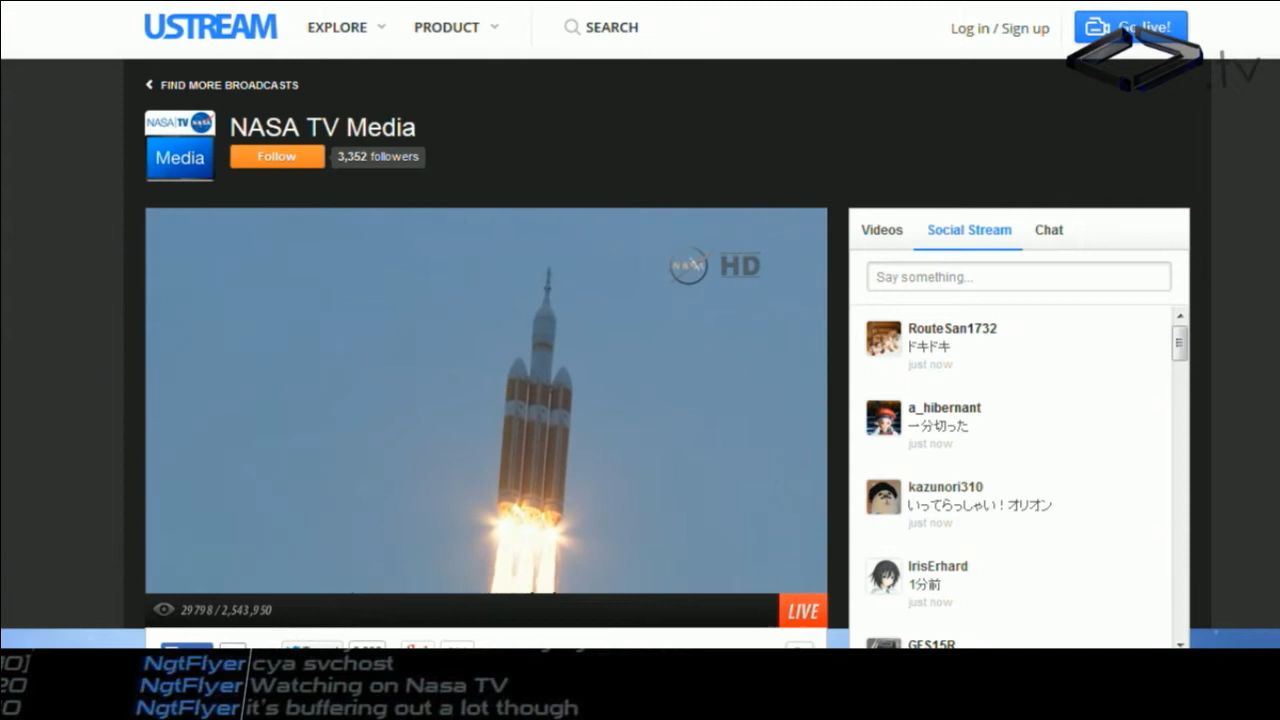 USTREAM EXPLORE PRODUCT SEARCH Log in / Sign up Go live!
.tv
FIND MORE BROADCASTS
NASA TV NASA
Media
NASA TV Media
Follow 3,352 followers
NASA HD
29798 / 2,543,950 LIVE
Videos Social Stream Chat
Say something...
RouteSan1732
ドキドキ
just now
a_hibernant
一分切った
just now
kazunori310
いってらっしゃい！オリオン
just now
IrisErhard
1分前
just now
GES15R
NgtFlyer cya svchost
NgtFlyer Watching on Nasa TV
NgtFlyer it's buffering out a lot though